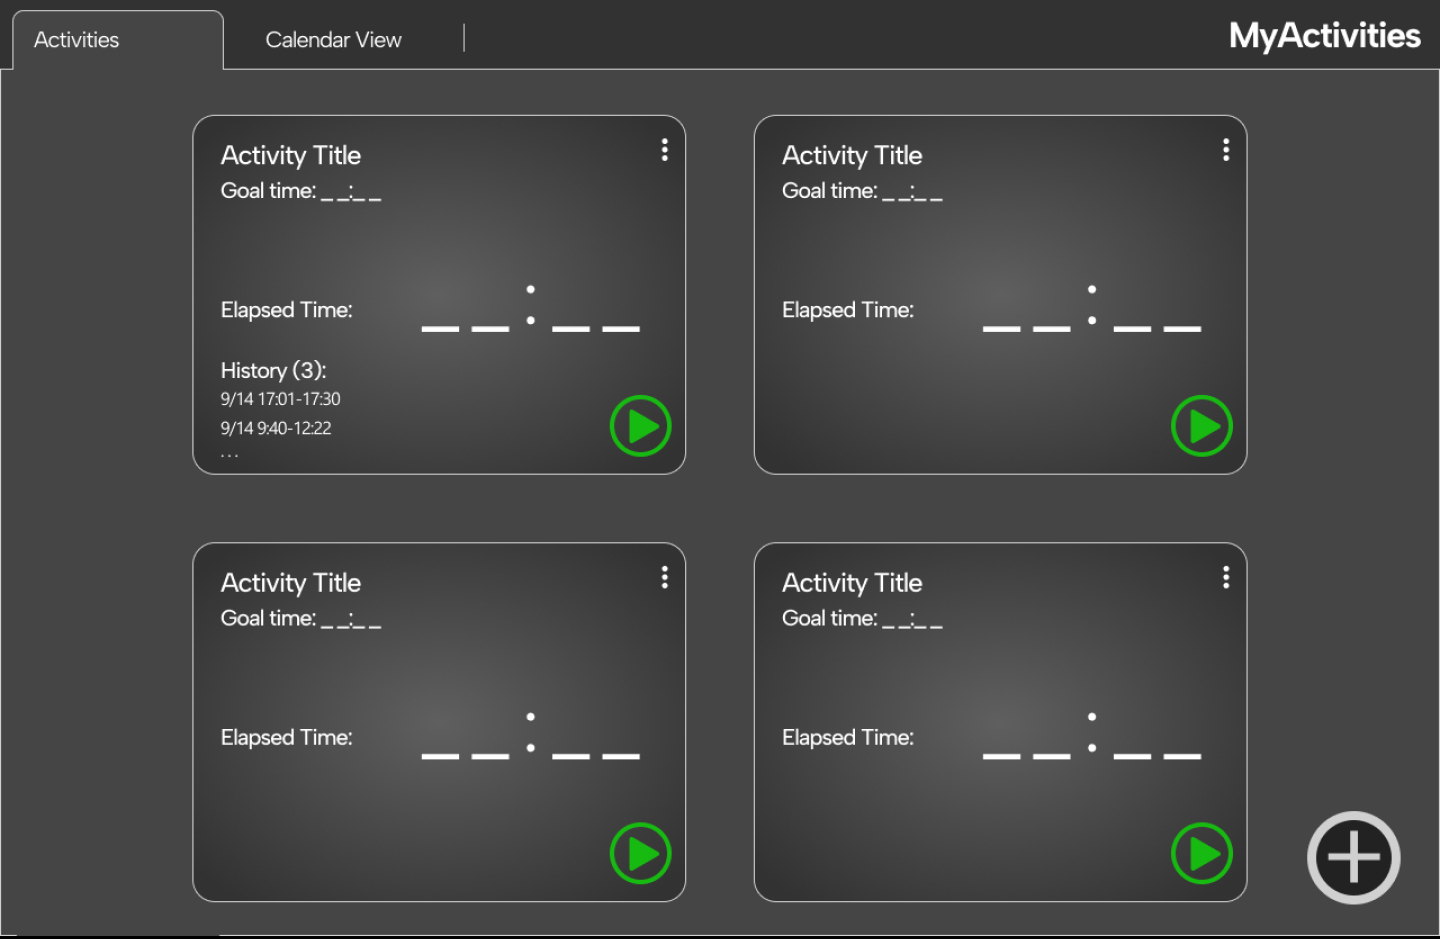 Activities
Calendar View
MyActivities
Activity Title
Goal time: _ _:_ _
Elapsed Time: _ _ : _ _
History (3):
9/14 17:01-17:30
9/14 9:40-12:22
...
Activity Title
Goal time: _ _:_ _
Elapsed Time: _ _ : _ _
Activity Title
Goal time: _ _:_ _
Elapsed Time: _ _ : _ _
Activity Title
Goal time: _ _:_ _
Elapsed Time: _ _ : _ _